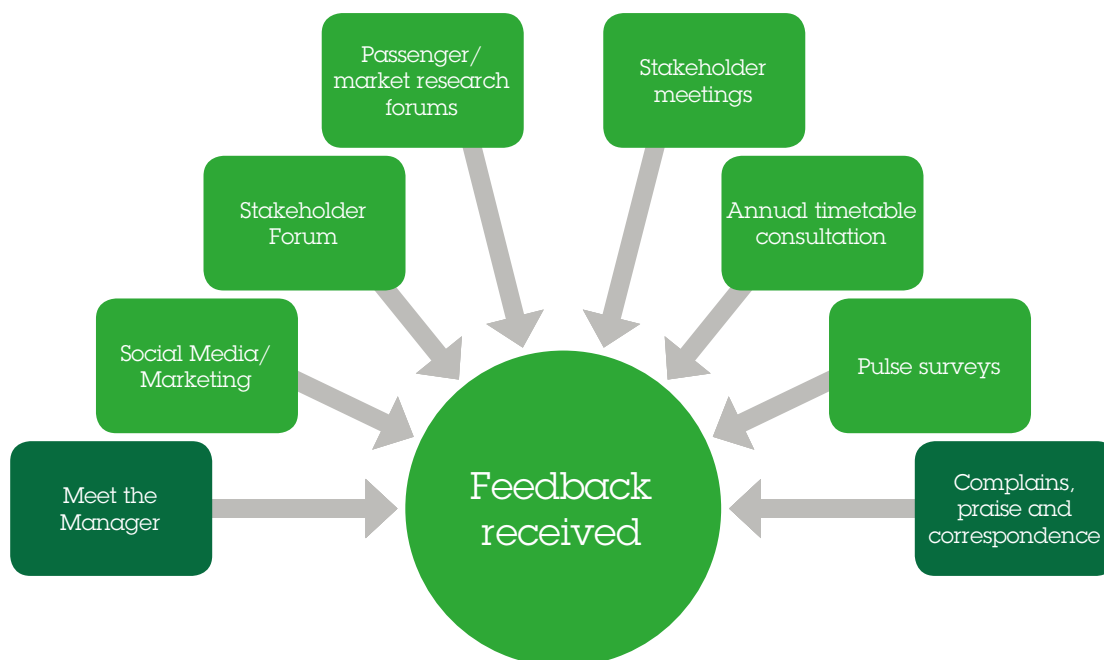 Passenger/
market research
forums
Stakeholder
meetings
Stakeholder
Forum
Annual timetable
consultation
Social Media/
Marketing
Pulse surveys
Meet the
Manager
Feedback
received
Complains,
praise and
correspondence